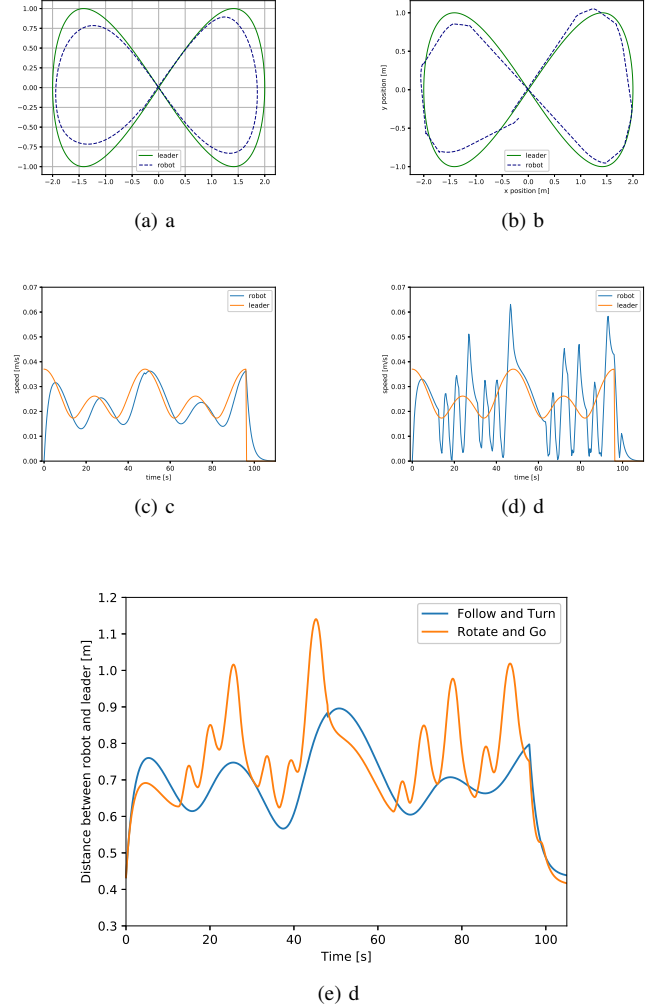 1.00
0.75
0.50
0.25
0.00
−0.25
−0.50
−0.75
−1.00
−2.0 −1.5 −1.0 −0.5 0.0 0.5 1.0 1.5 2.0
leader
robot
(a) a
y position [m]
1.0
0.5
0.0
−0.5
−1.0
−2.0 −1.5 −1.0 −0.5 0.0 0.5 1.0 1.5 2.0
x position [m]
leader
robot
(b) b
speed [m/s]
0.07
0.06
0.05
0.04
0.03
0.02
0.01
0.00
0 20 40 60 80 100
time [s]
robot
leader
(c) c
speed [m/s]
0.07
0.06
0.05
0.04
0.03
0.02
0.01
0.00
0 20 40 60 80 100
time [s]
robot
leader
(d) d
Distance between robot and leader [m]
1.2
1.1
1.0
0.9
0.8
0.7
0.6
0.5
0.4
0.3
0 20 40 60 80 100
Time [s]
Follow and Turn
Rotate and Go
(e) d